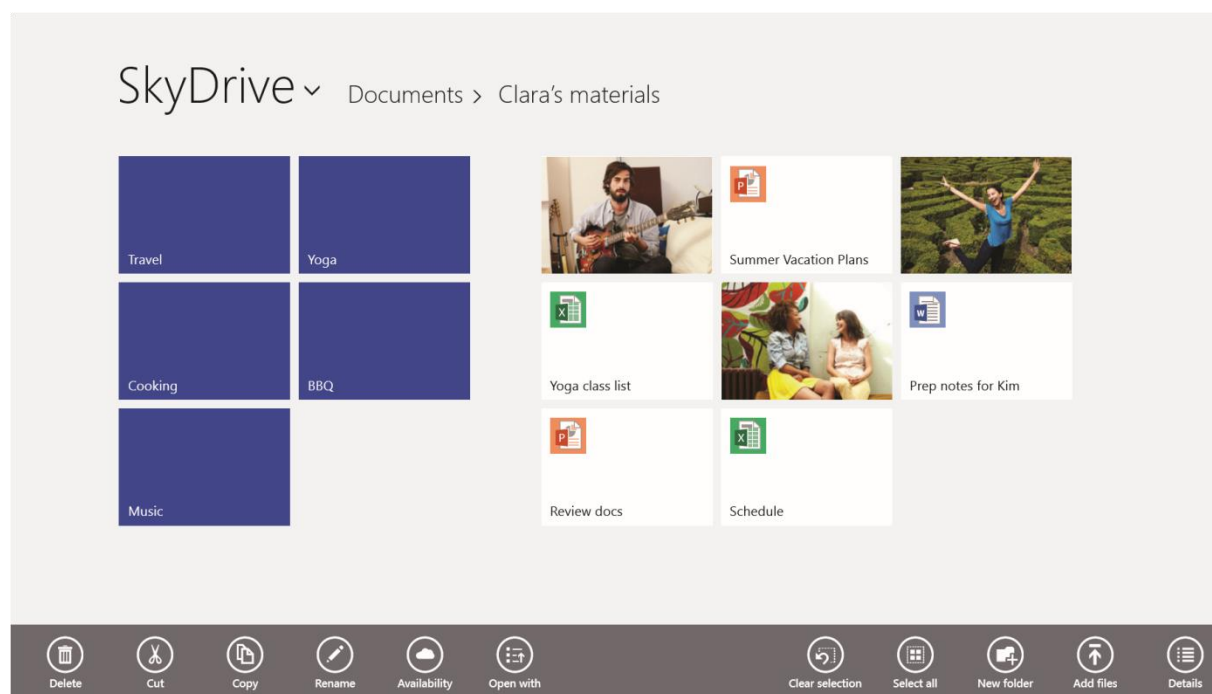 SkyDrive Documents > Clara's materials
Travel
Yoga
Cooking
BBQ
Music
P
Summer Vacation Plans
X
Yoga class list
W
Prep notes for Kim
P
Review docs
X
Schedule
Delete
Cut
Copy
Rename
Availability
Open with
Clear selection
Select all
New folder
Add files
Details